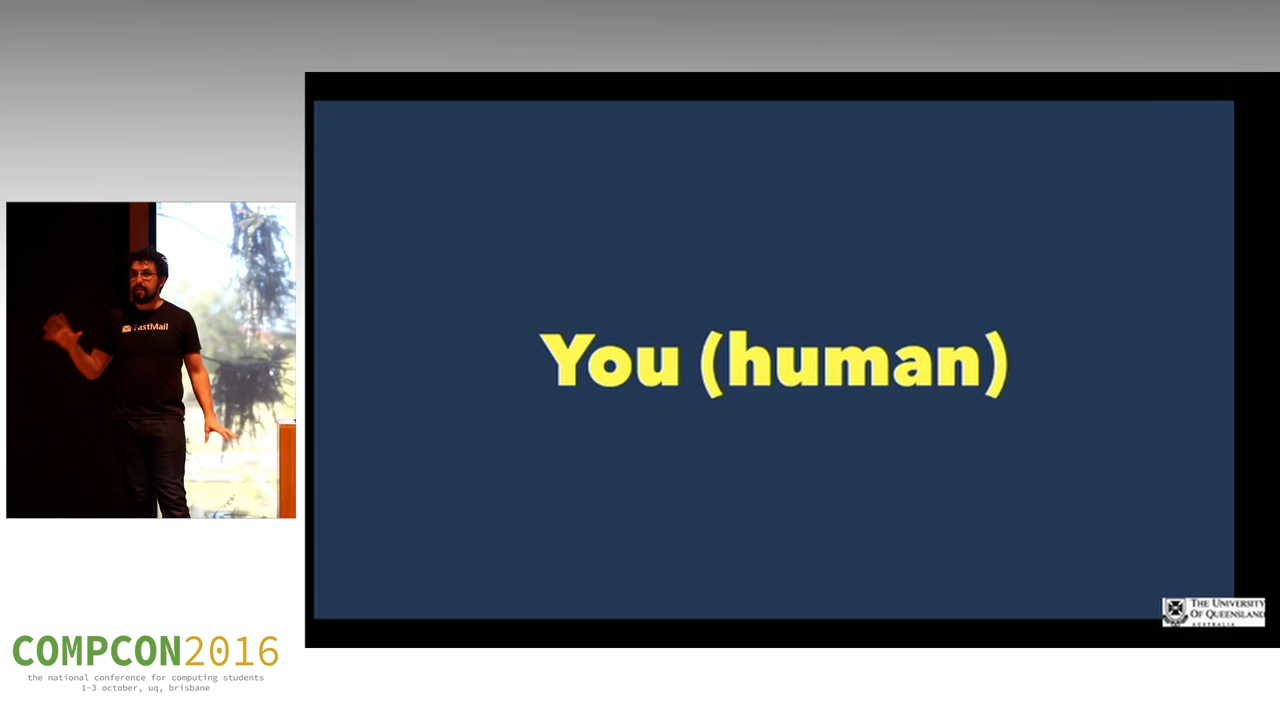 FastMail
You (human)
THE UNIVERSITY
OF QUEENSLAND
AUSTRALIA
COMPCON2016
the national conference for computing students
1-3 october, uq, brisbane